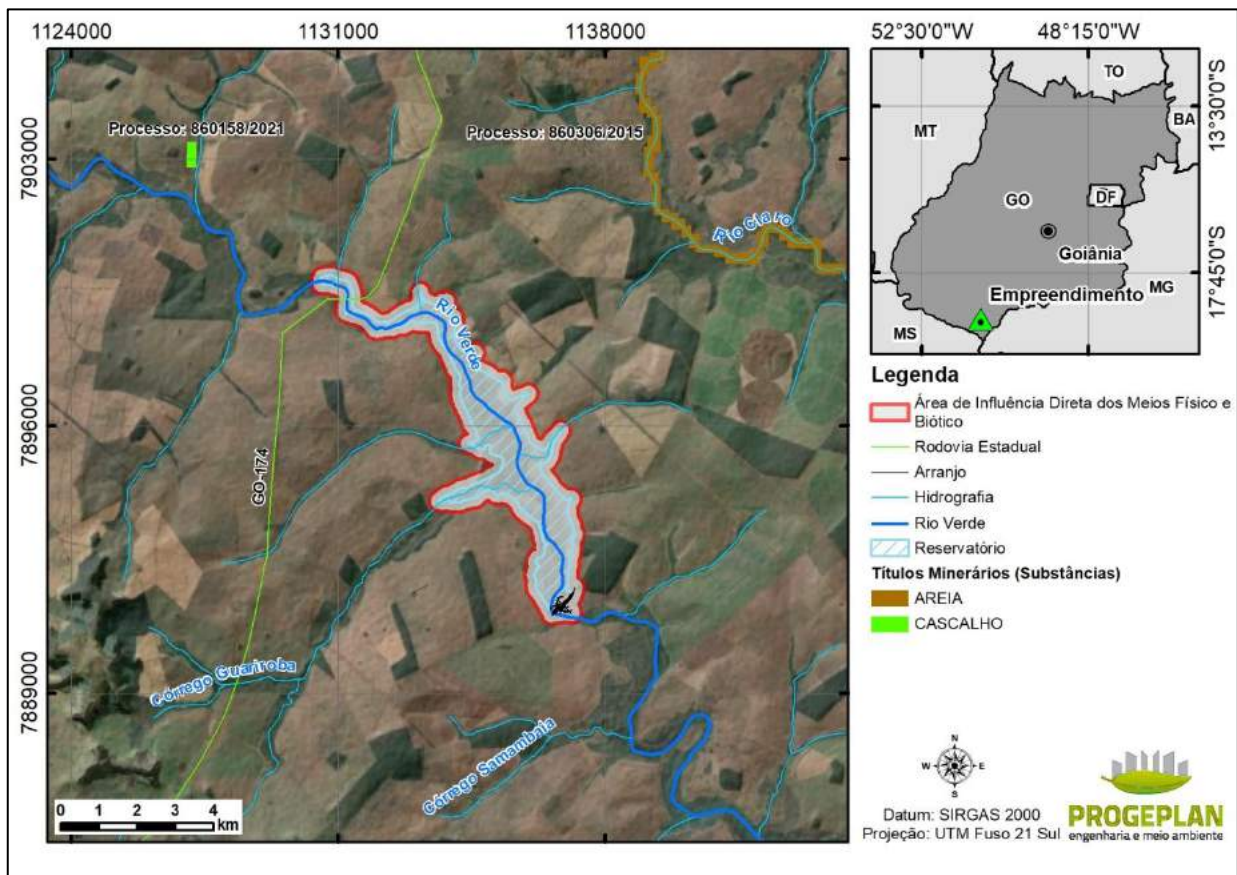 1124000
1131000
1138000
7903000
7896000
7889000
Processo: 860158/2021
Processo: 860306/2015
Rio Claro
Rio Verde
GO-174
Córrego Guariroba
Córrego Samambaia
0 1 2 3 4
km
52°30'0"W
48°15'0"W
13°30'0"S
17°45'0"S
TO
MT
BA
GO
DF
Goiânia
MG
Empreendimento
MS
Legenda
Área de Influência Direta dos Meios Físico e
Biótico
Rodovia Estadual
Arranjo
Hidrografia
Rio Verde
Reservatório
Títulos Minerários (Substâncias)
AREIA
CASCALHO
N
W E
S
Datum: SIRGAS 2000
Projeção: UTM Fuso 21 Sul
PROGEPLAN
engenharia e meio ambiente